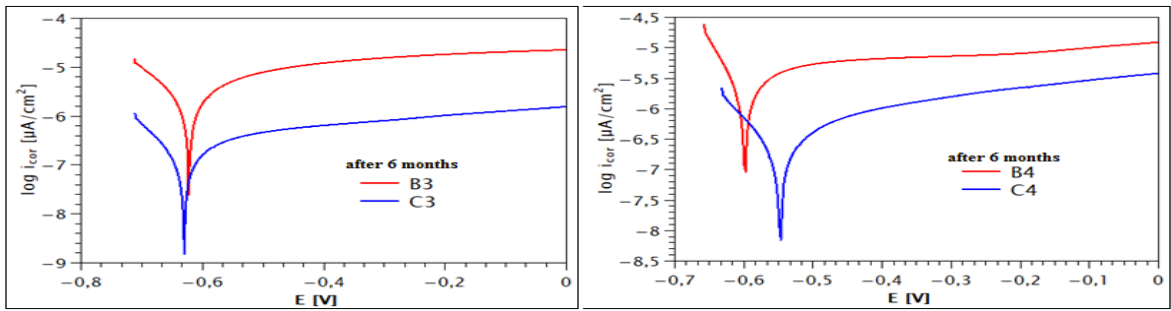 log i_cor [µA/cm²]
−4
−5
−6
−7
−8
−9
after 6 months
B3
C3
−0,8
−0,6
−0,4
−0,2
0
E [V]
log i_cor [µA/cm²]
−4,5
−5
−5,5
−6
−6,5
−7
−7,5
−8
−8,5
after 6 months
B4
C4
−0,7
−0,6
−0,5
−0,4
−0,3
−0,2
−0,1
0
E [V]